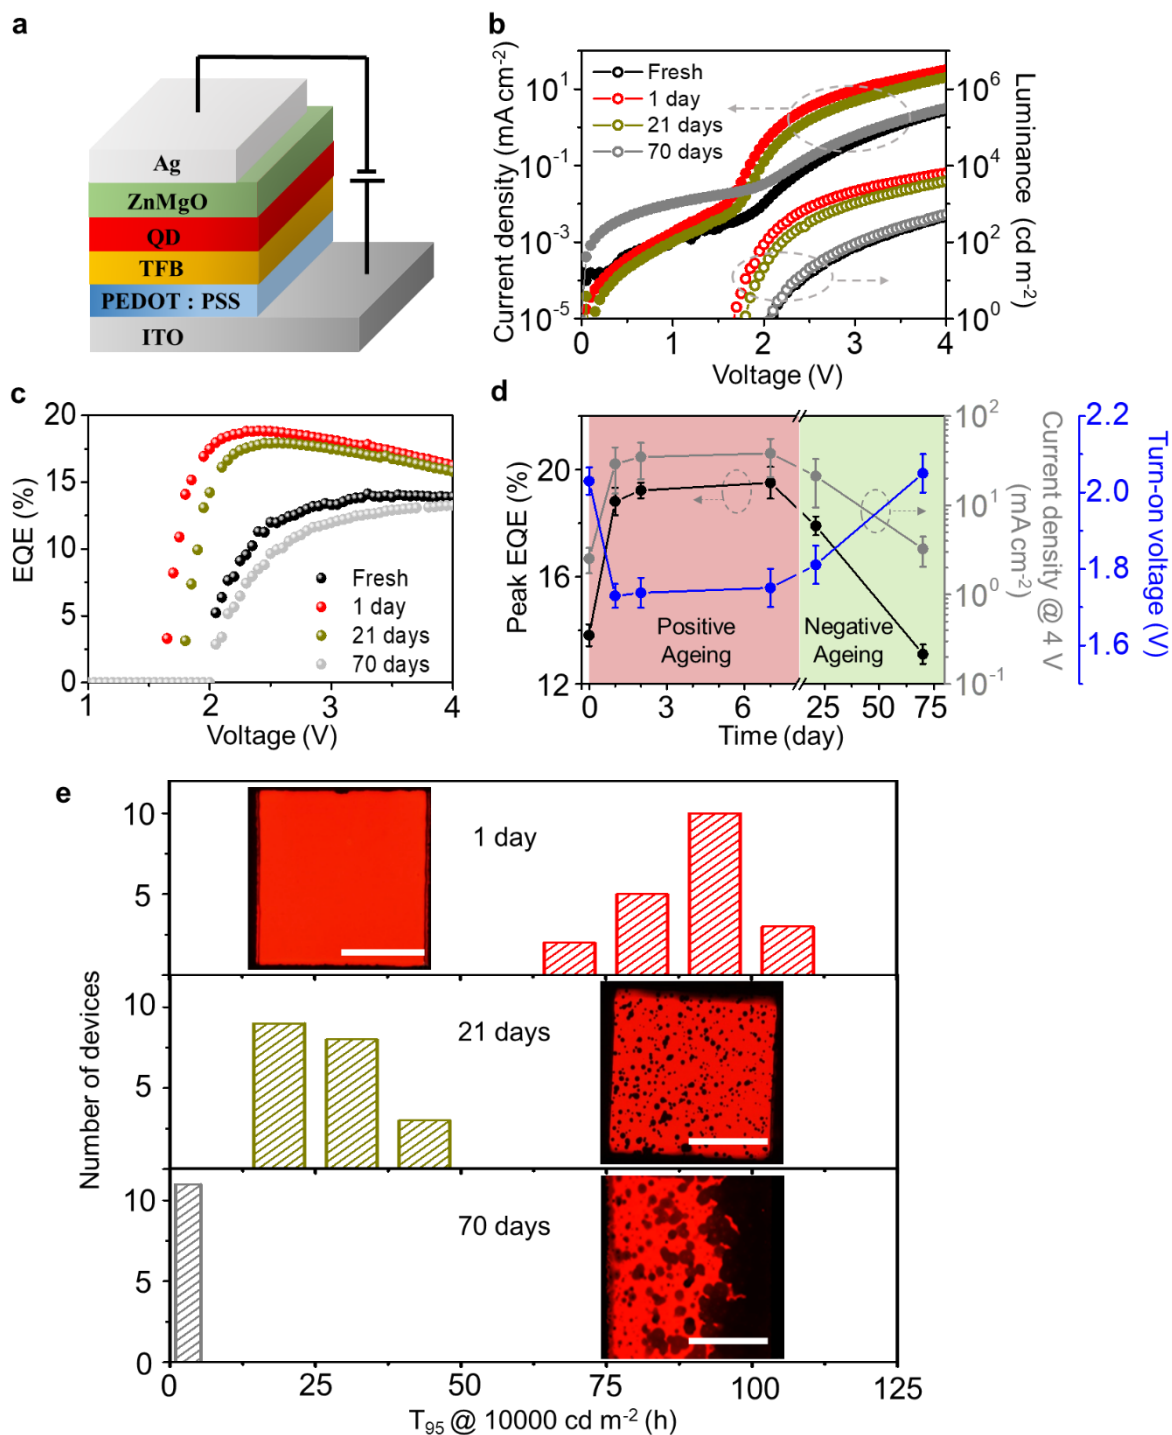 a
Ag
ZnMgO
QD
TFB
PEDOT : PSS
ITO
b
Current density (mA cm-2)
10¹
10-1
10-3
10-5
Fresh
1 day
21 days
70 days
10⁶
10⁴
10²
10⁰
Luminance (cd m-2)
0
1
2
3
4
Voltage (V)
c
EQE (%)
20
15
10
5
0
Fresh
1 day
21 days
70 days
1
2
3
4
Voltage (V)
d
Peak EQE (%)
20
16
12
Positive
Ageing
Negative
Ageing
10²
10¹
10⁰
10-1
Current density @ 4 V
(mA cm-2)
2.2
2.0
1.8
1.6
Turn-on voltage (V)
0
3
6
25
50
75
Time (day)
e
Number of devices
10
5
1 day
10
5
0
21 days
10
5
0
70 days
0
25
50
75
100
125
T95 @ 10000 cd m-2 (h)